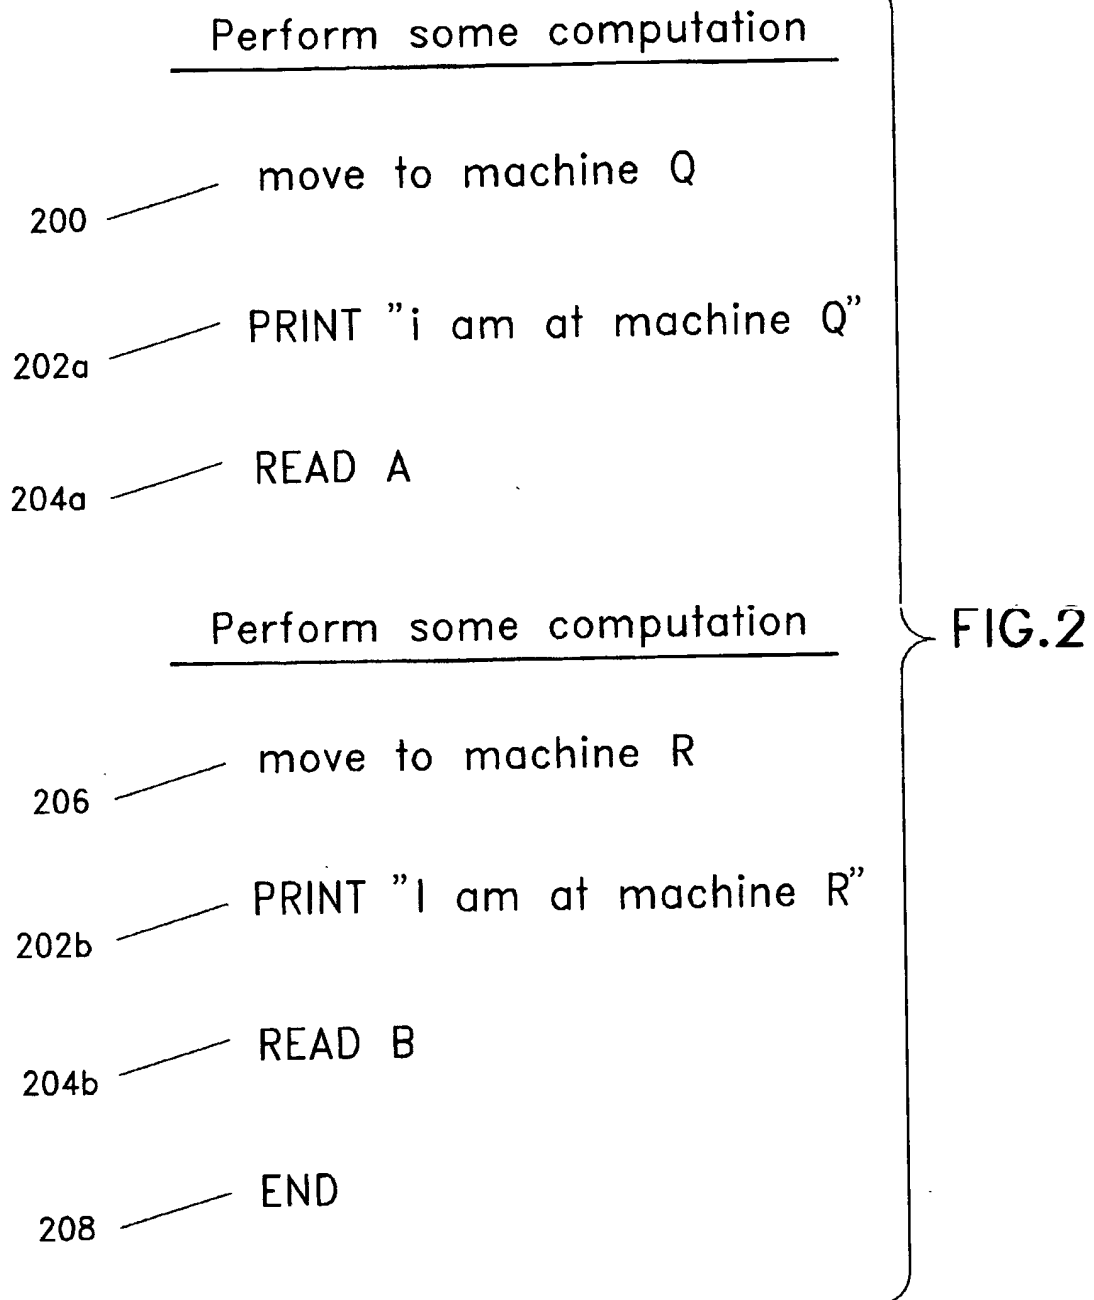 Perform some computation
move to machine Q
200
PRINT "i am at machine Q"
202a
READ A
204a
Perform some computation
FIG.2
move to machine R
206
PRINT "I am at machine R"
202b
READ B
204b
END
208